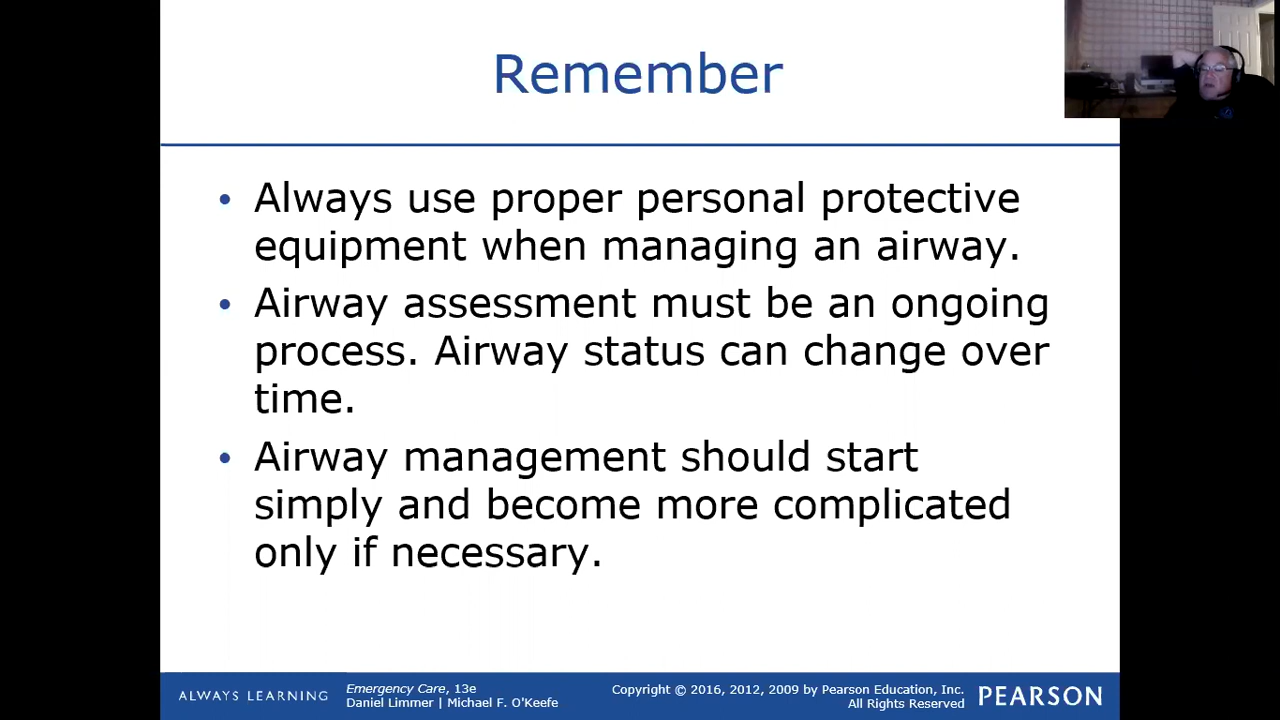 Remember
• Always use proper personal protective
equipment when managing an airway.
• Airway assessment must be an ongoing
process. Airway status can change over
time.
• Airway management should start
simply and become more complicated
only if necessary.
ALWAYS LEARNING
Emergency Care, 13e
Daniel Limmer | Michael F. O'Keefe
Copyright © 2016, 2012, 2009 by Pearson Education, Inc.
All Rights Reserved
PEARSON